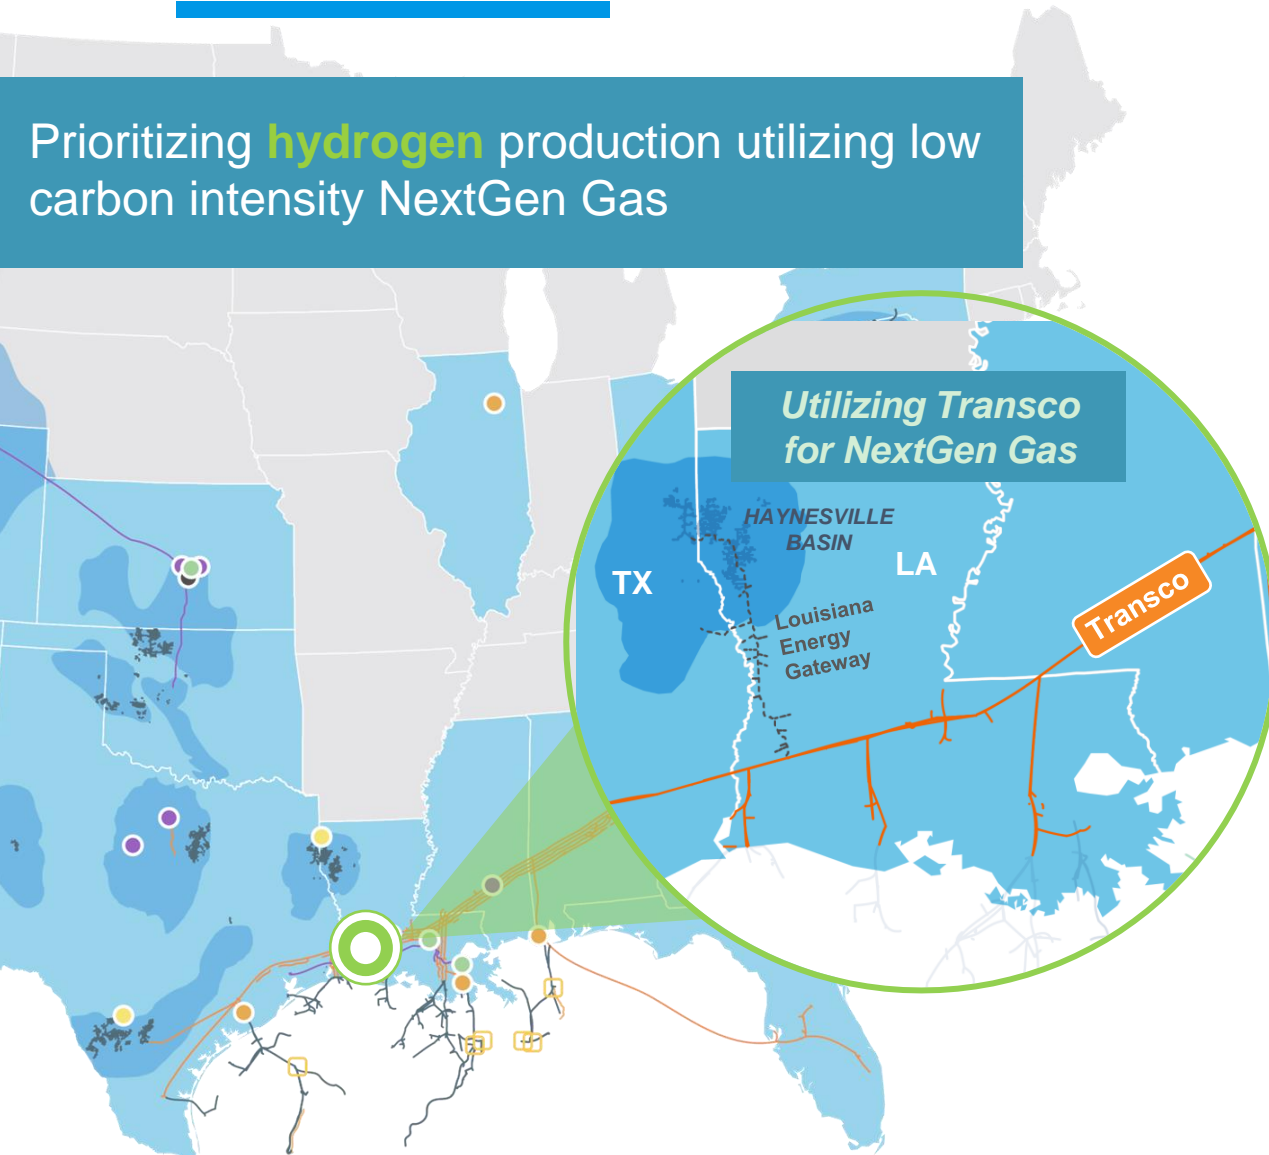 Prioritizing hydrogen production utilizing low
carbon intensity NextGen Gas
Utilizing Transco
for NextGen Gas
HAYNESVILLE
BASIN
TX
LA
Transco
Louisiana
Energy
Gateway